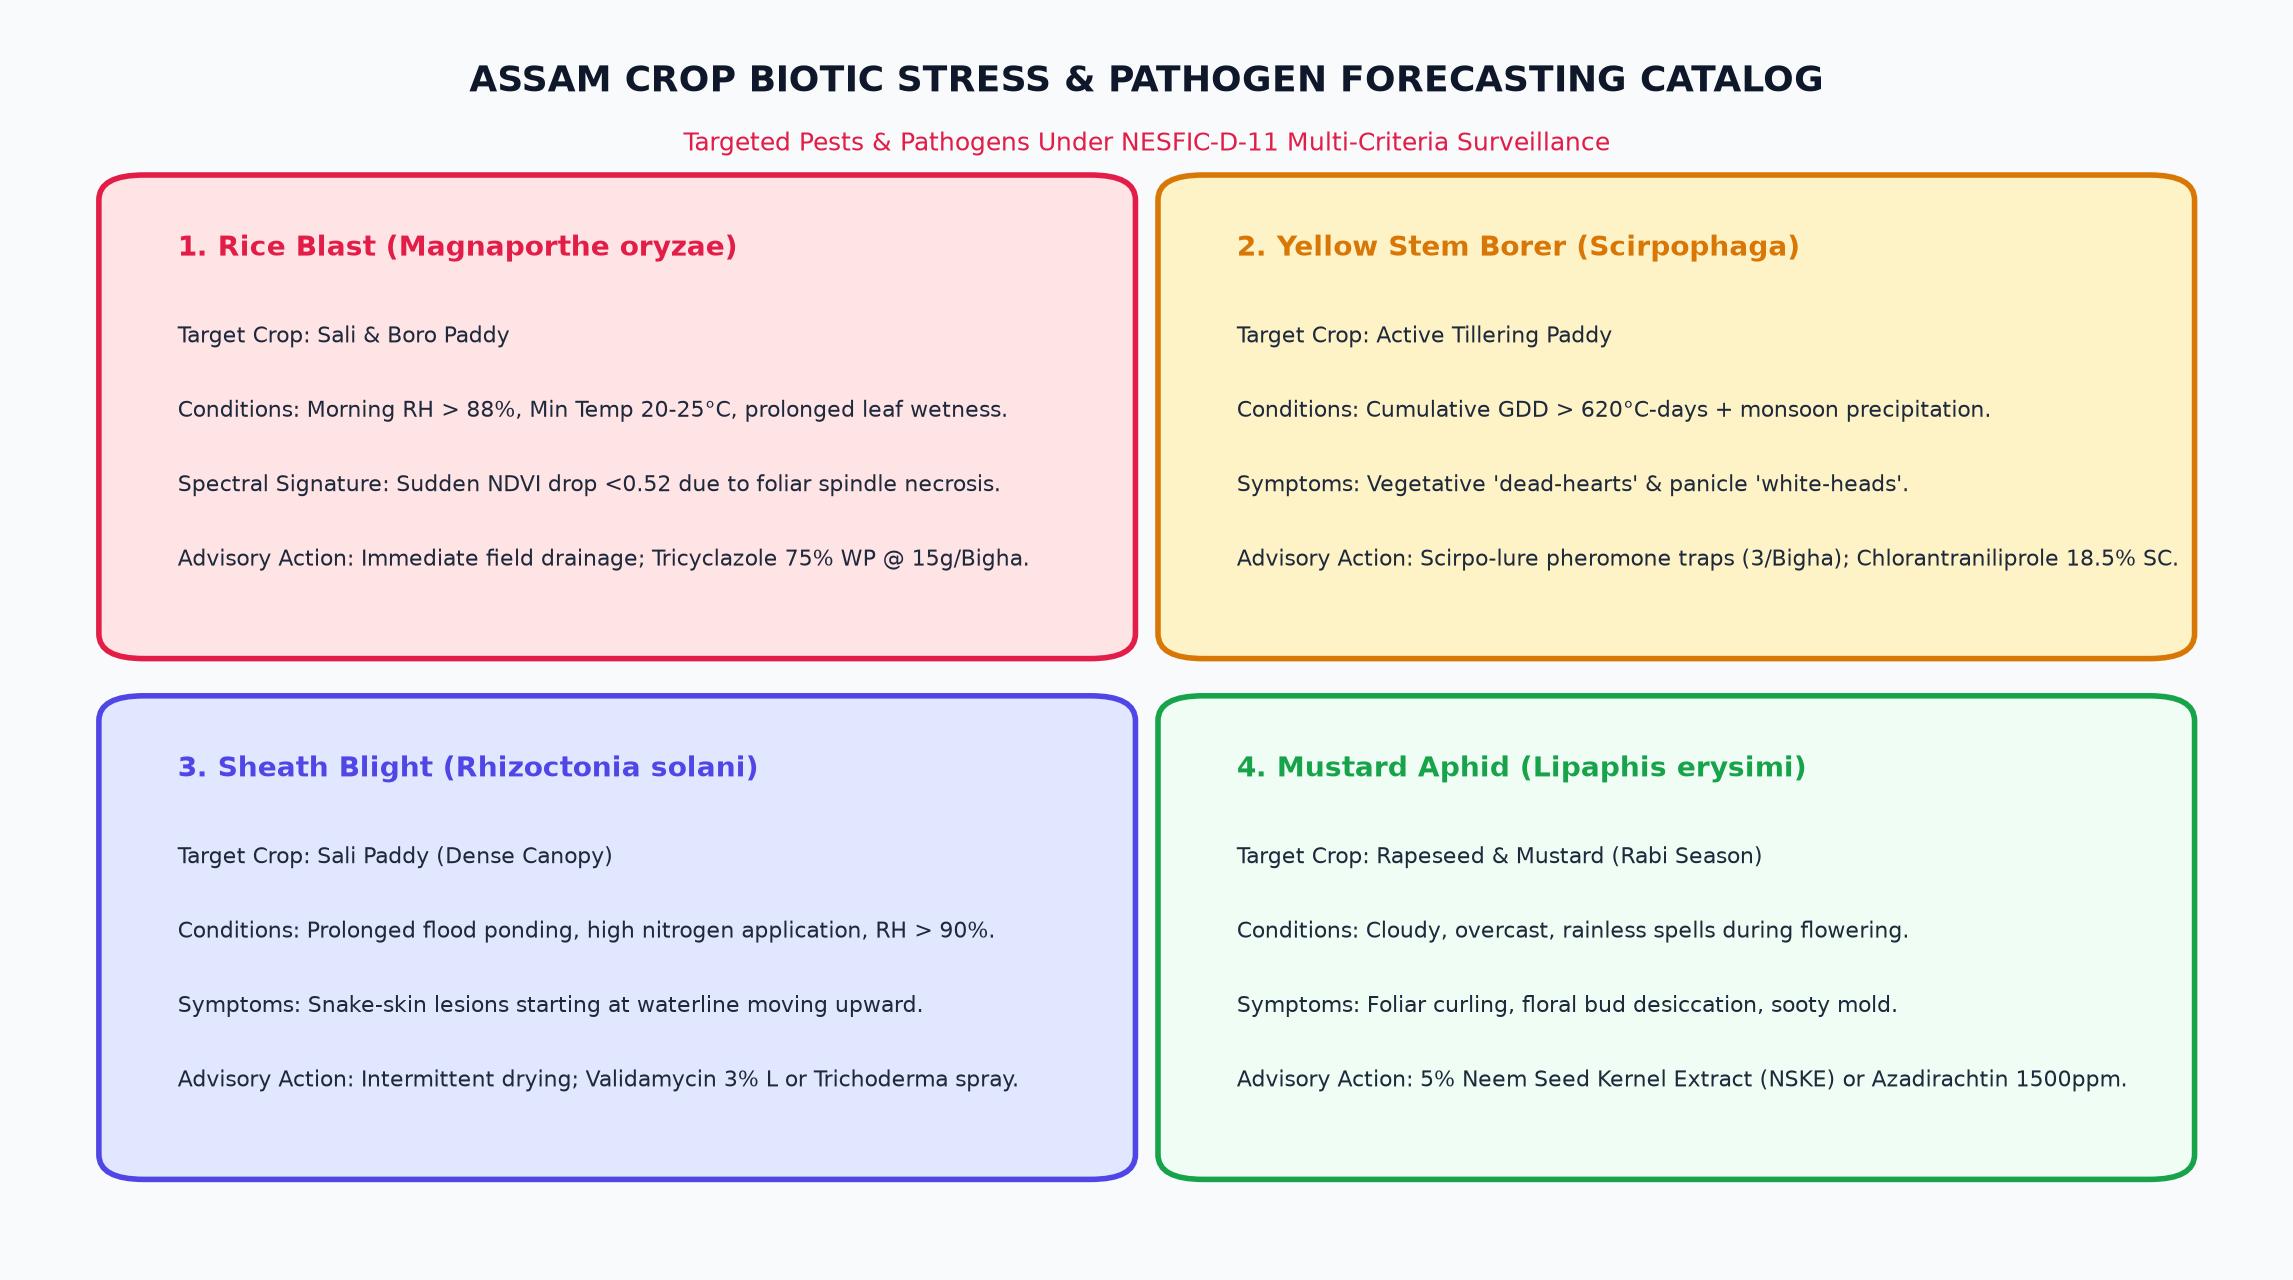 ASSAM CROP BIOTIC STRESS & PATHOGEN FORECASTING CATALOG
Targeted Pests & Pathogens Under NESFIC-D-11 Multi-Criteria Surveillance
1. Rice Blast (Magnaporthe oryzae)
Target Crop: Sali & Boro Paddy
Conditions: Morning RH > 88%, Min Temp 20-25°C, prolonged leaf wetness.
Spectral Signature: Sudden NDVI drop <0.52 due to foliar spindle necrosis.
Advisory Action: Immediate field drainage; Tricyclazole 75% WP @ 15g/Bigha.
2. Yellow Stem Borer (Scirpophaga)
Target Crop: Active Tillering Paddy
Conditions: Cumulative GDD > 620°C-days + monsoon precipitation.
Symptoms: Vegetative 'dead-hearts' & panicle 'white-heads'.
Advisory Action: Scirpo-lure pheromone traps (3/Bigha); Chlorantraniliprole 18.5% SC.
3. Sheath Blight (Rhizoctonia solani)
Target Crop: Sali Paddy (Dense Canopy)
Conditions: Prolonged flood ponding, high nitrogen application, RH > 90%.
Symptoms: Snake-skin lesions starting at waterline moving upward.
Advisory Action: Intermittent drying; Validamycin 3% L or Trichoderma spray.
4. Mustard Aphid (Lipaphis erysimi)
Target Crop: Rapeseed & Mustard (Rabi Season)
Conditions: Cloudy, overcast, rainless spells during flowering.
Symptoms: Foliar curling, floral bud desiccation, sooty mold.
Advisory Action: 5% Neem Seed Kernel Extract (NSKE) or Azadirachtin 1500ppm.